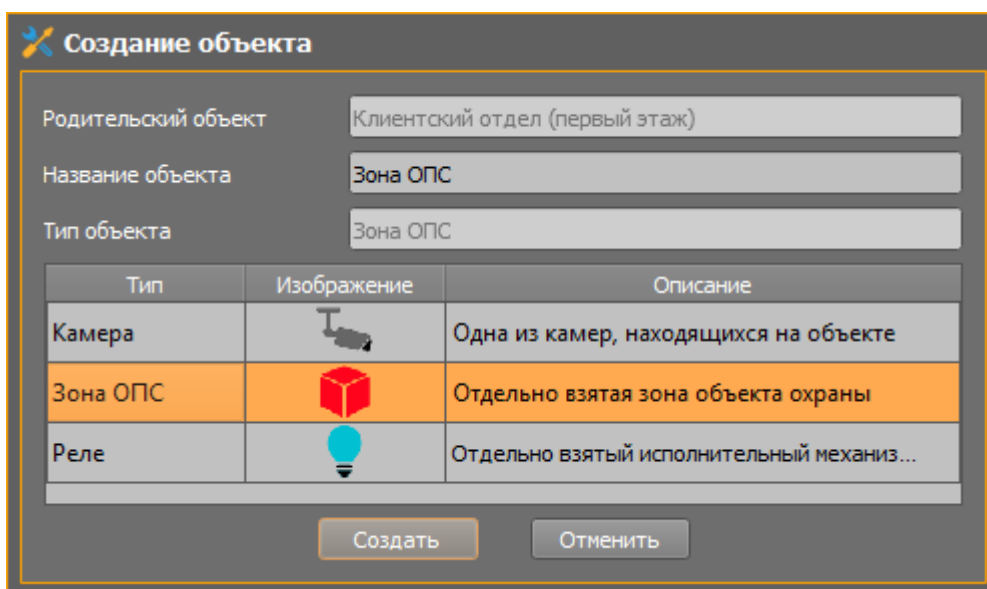 Создание объекта
Родительский объект Клиентский отдел (первый этаж)
Название объекта Зона ОПС
Тип объекта Зона ОПС
Тип Изображение Описание
Камера Одна из камер, находящихся на объекте
Зона ОПС Отдельно взятая зона объекта охраны
Реле Отдельно взятый исполнительный механиз...
Создать Отменить